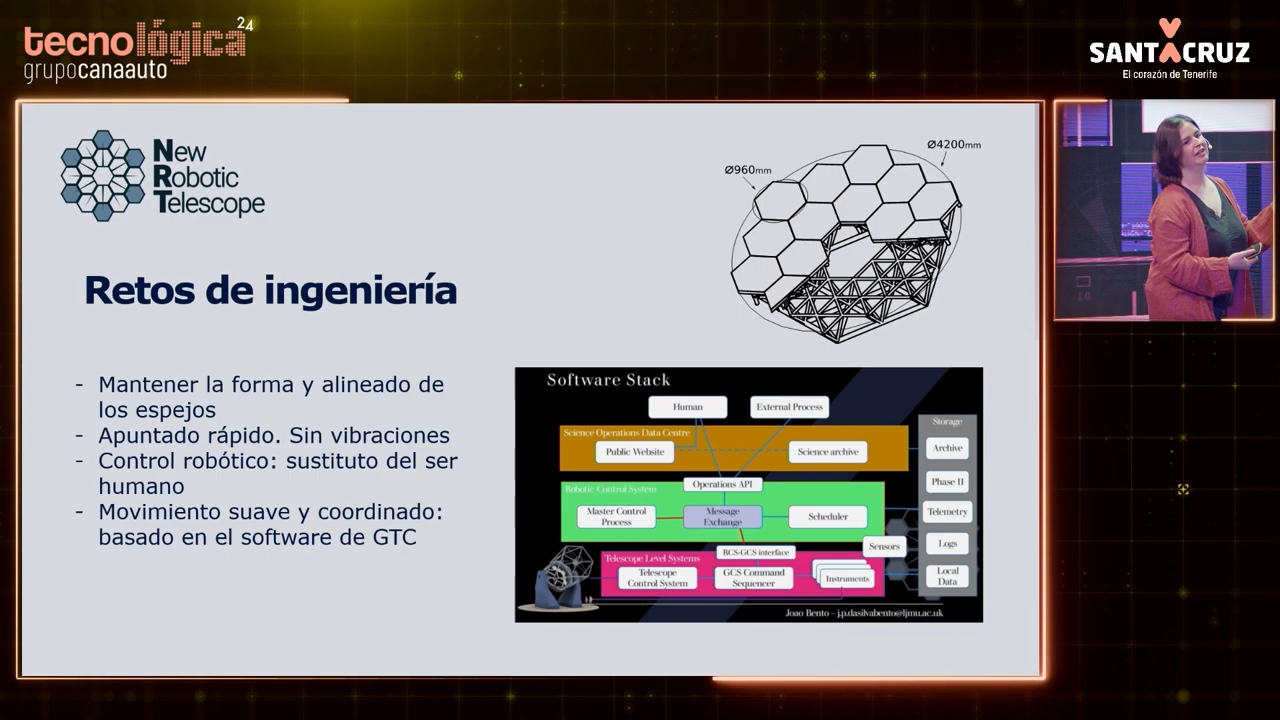 tecnológica24
grupocanaauto
SANTACRUZ
El corazón de Tenerife
New
Robotic
Telescope
Ø960mm
Ø4200mm
Retos de ingeniería
- Mantener la forma y alineado de
los espejos
- Apuntado rápido. Sin vibraciones
- Control robótico: sustituto del ser
humano
- Movimiento suave y coordinado:
basado en el software de GTC
Software Stack
Human
External Process
Science Operations Data Centre
Public Website
Science archive
Operations API
Robotic Control System
Master Control
Process
Message
Exchange
Scheduler
RCS-GCS interface
Sensors
Telescope Level Systems
Telescope
Control System
GCS Command
Sequencer
Instruments
Storage
Archive
Phase II
Telemetry
Logs
Local
Data
Joao Bento – j.p.dasilvabento@ljmu.ac.uk